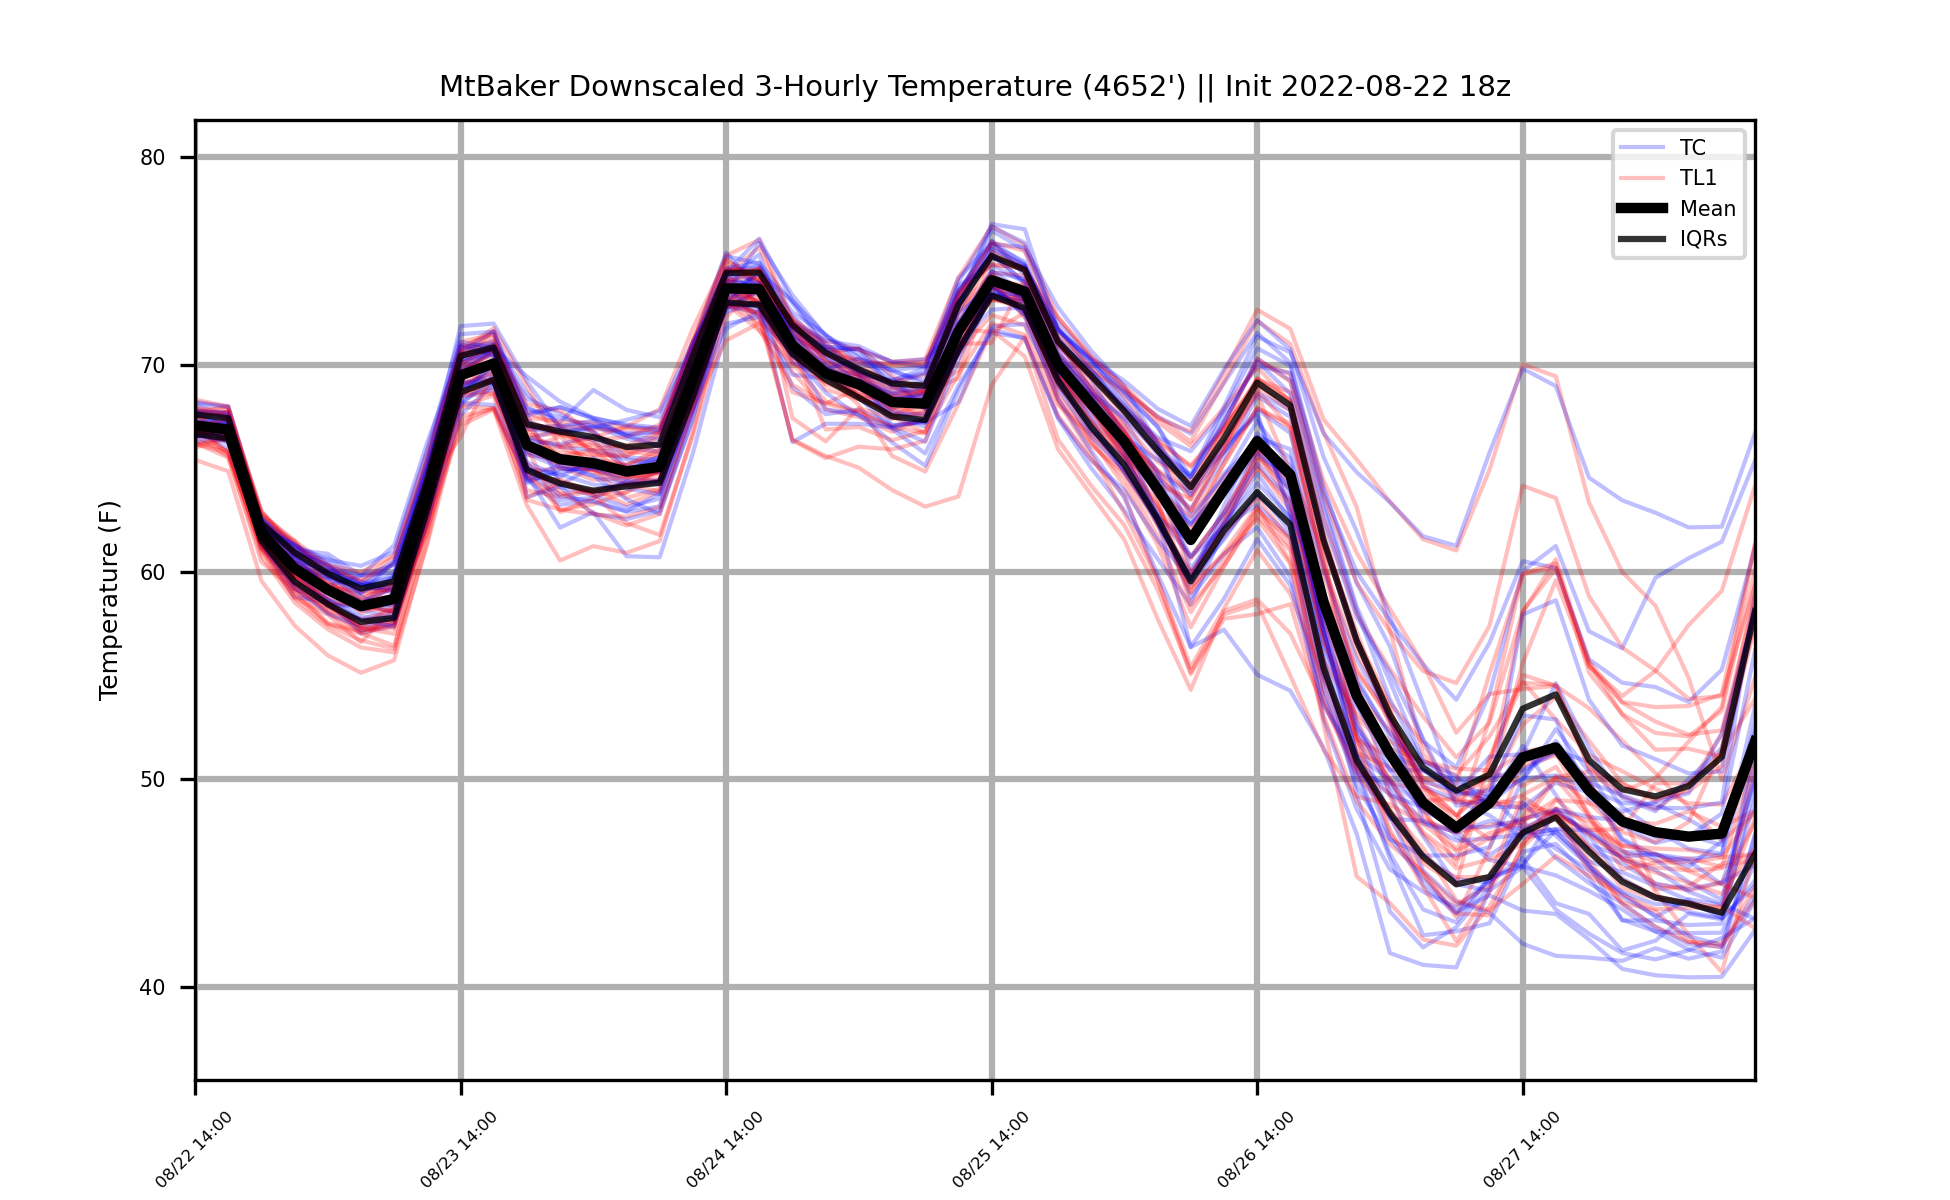 MtBaker Downscaled 3-Hourly Temperature (4652') || Init 2022-08-22 18z
TC
TL1
Mean
IQRs
Temperature (F)
80
70
60
50
40
08/22 14:00
08/23 14:00
08/24 14:00
08/25 14:00
08/26 14:00
08/27 14:00